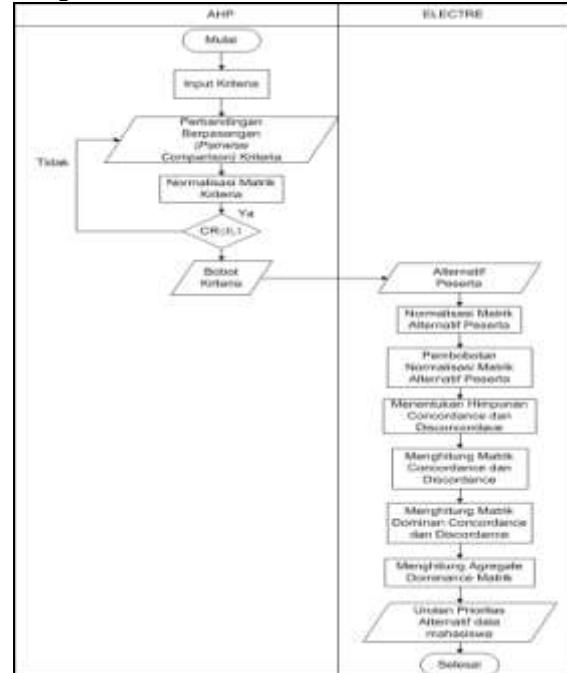 AHP
ELECTRE
Mulai
Input Kriteria
Perbandingan
Berpasangan
(Pairwise
Comparison) Kriteria
Tidak
Normalisasi Matrik
Kriteria
Ya
Bobot
Kriteria
Alternatif
Peserta
Normalisasi Matrik
Alternatif Peserta
Pembobotan
Normalisasi Matrik
Alternatif Peserta
Menentukan Himpunan
Concordance dan
Menghitung Matrik
Concordance dan
Discordance
Menghitung Matrik
Dominan Concordance
dan Discordance
Menghitung Agregate
Dominance Matrik
Urutan Prioritas
Alternatif data
mahasiswa
Selesai